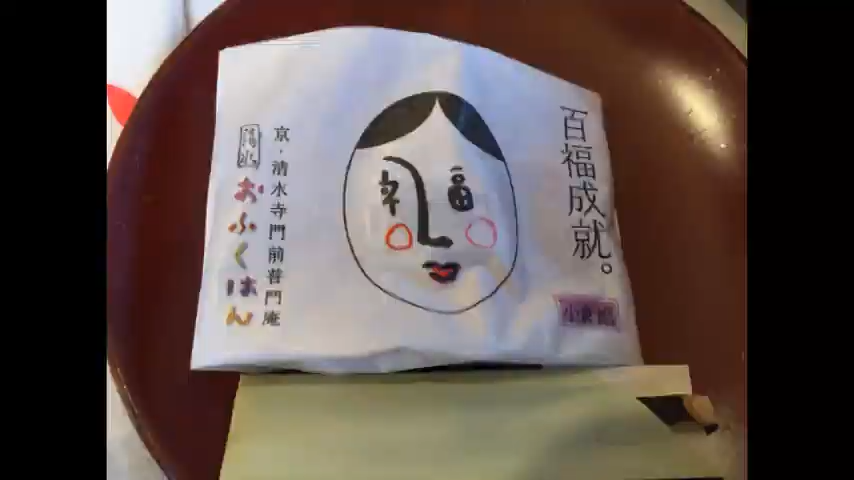 百福成就。
小倉餡
福
京・清水寺門前普門庵
清水
おふくはん